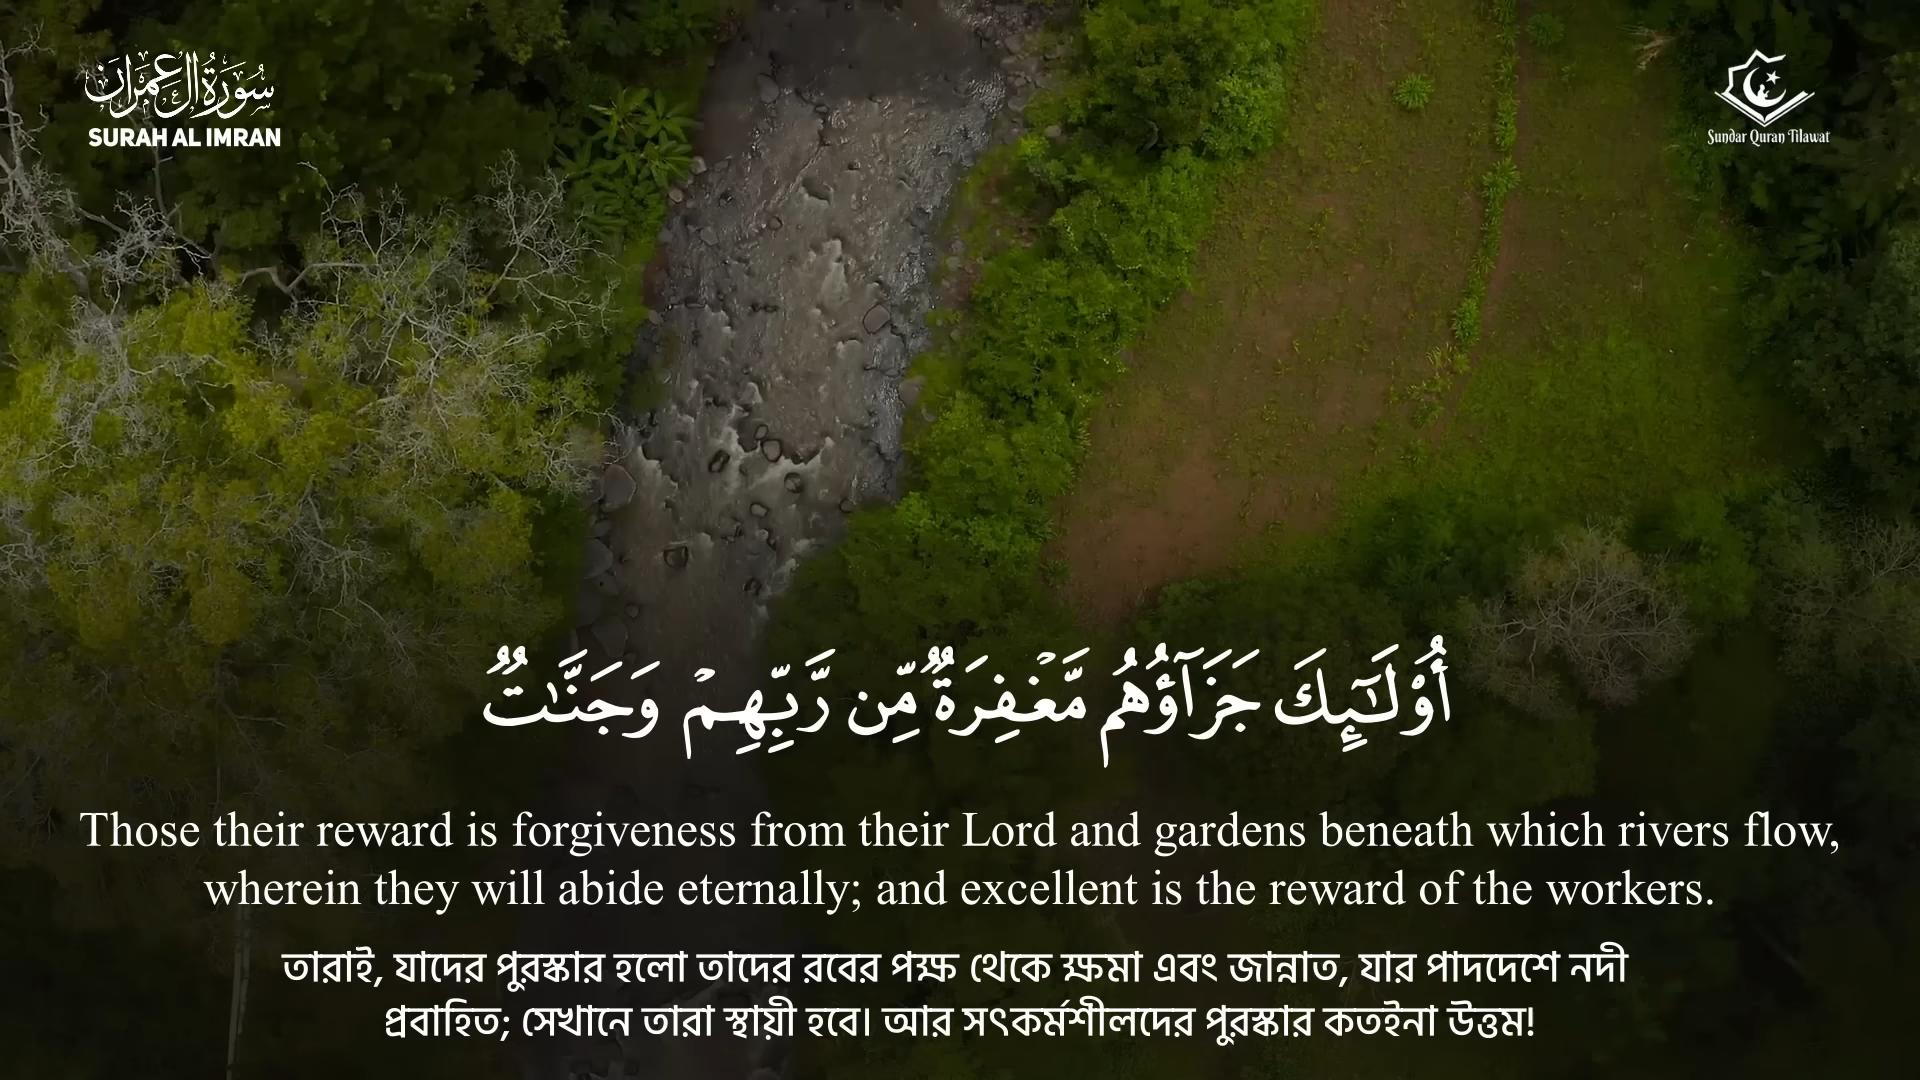 سُورَةُ آل عِمْرَان
SURAH AL IMRAN
Sundar Quran Tilawat
أُو۟لَـٰٓئِكَ جَزَآؤُهُم مَّغْفِرَةٌ مِّن رَّبِّهِمْ وَجَنَّـٰتٌ
Those their reward is forgiveness from their Lord and gardens beneath which rivers flow,
wherein they will abide eternally; and excellent is the reward of the workers.
তারাই, যাদের পুরস্কার হলো তাদের রবের পক্ষ থেকে ক্ষমা এবং জান্নাত, যার পাদদেশে নদী
প্রবাহিত; সেখানে তারা স্থায়ী হবে। আর সৎকর্মশীলদের পুরস্কার কতইনা উত্তম!